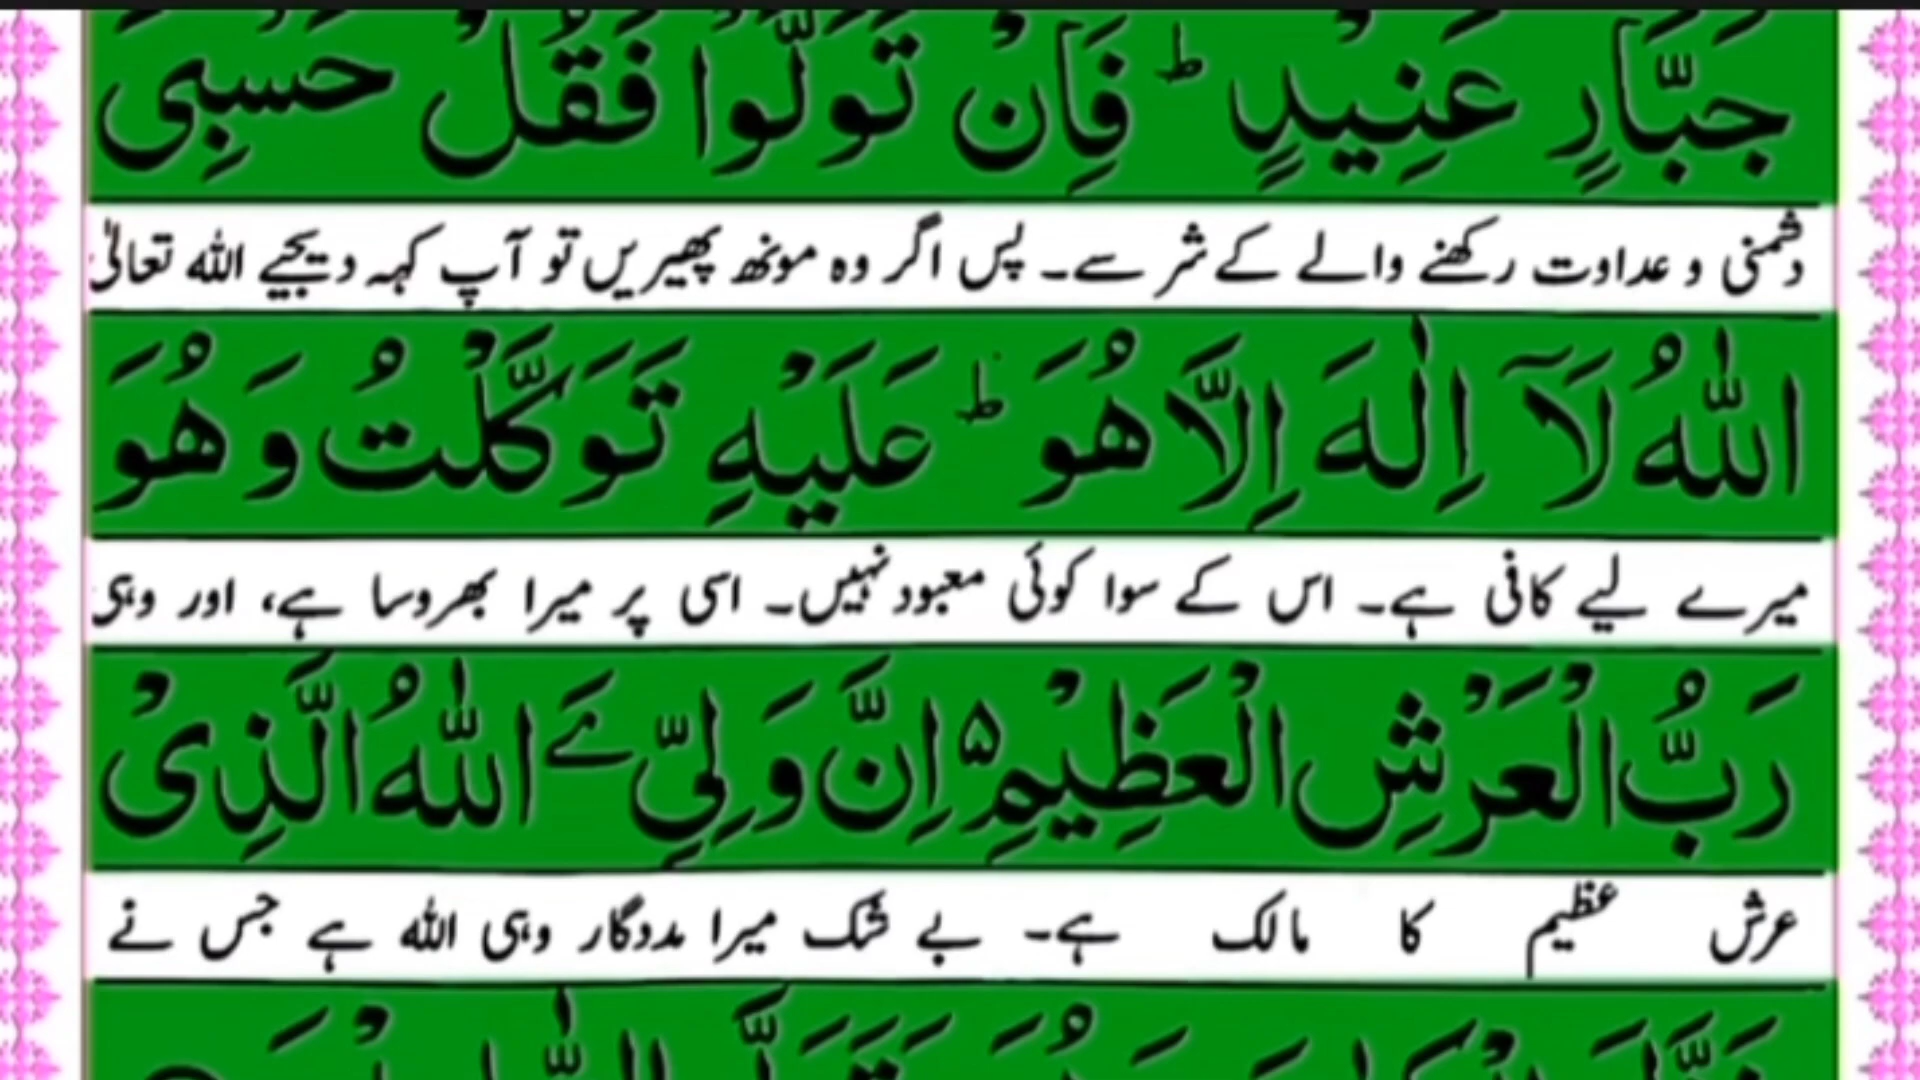 جَبَّارٍ عَنِيْدٍ ؕ فَاِنْ تَوَلَّوْا فَقُلْ حَسْبِیَ
دشمنی و عداوت رکھنے والے کے شر سے۔ پس اگر وہ مونھ پھیریں تو آپ کہہ دیجیے اللہ تعالیٰ
اللّٰهُ لَآ اِلٰهَ اِلَّا هُوَ ؕ عَلَيْهِ تَوَكَّلْتُ وَ هُوَ
میرے لیے کافی ہے۔ اس کے سوا کوئی معبود نہیں۔ اسی پر میرا بھروسا ہے، اور وہی
رَبُّ الْعَرْشِ الْعَظِيْمِ ۵ اِنَّ وَلِیِّ ےَ اللّٰهُ الَّذِیْ
عرش عظیم کا مالک ہے۔ بے شک میرا مددگار وہی اللہ ہے جس نے